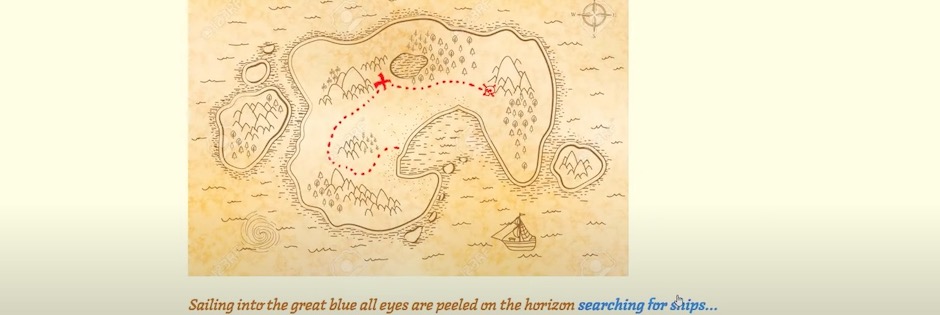 W E
S
Sailing into the great blue all eyes are peeled on the horizon searching for ships...